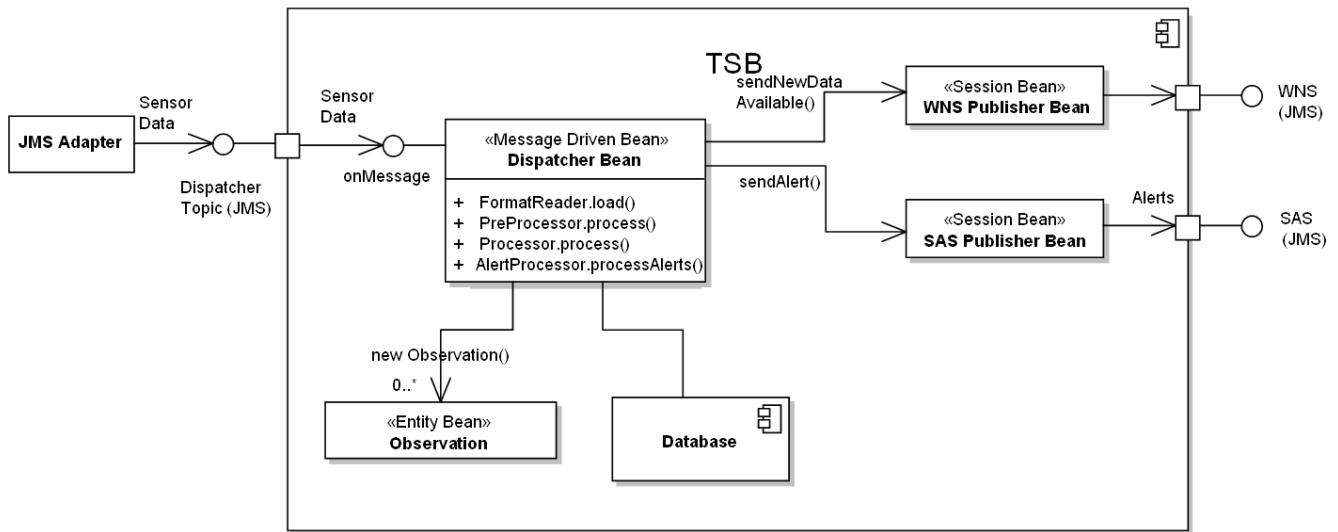 TSB
sendNewData
Available()
«Session Bean»
WNS Publisher Bean
WNS
(JMS)
Sensor
Data
Sensor
Data
JMS Adapter
«Message Driven Bean»
Dispatcher Bean
onMessage
Dispatcher
Topic (JMS)
sendAlert()
+ FormatReader.load()
+ PreProcessor.process()
+ Processor.process()
+ AlertProcessor.processAlerts()
«Session Bean»
SAS Publisher Bean
Alerts
SAS
(JMS)
new Observation()
0..*
«Entity Bean»
Observation
Database